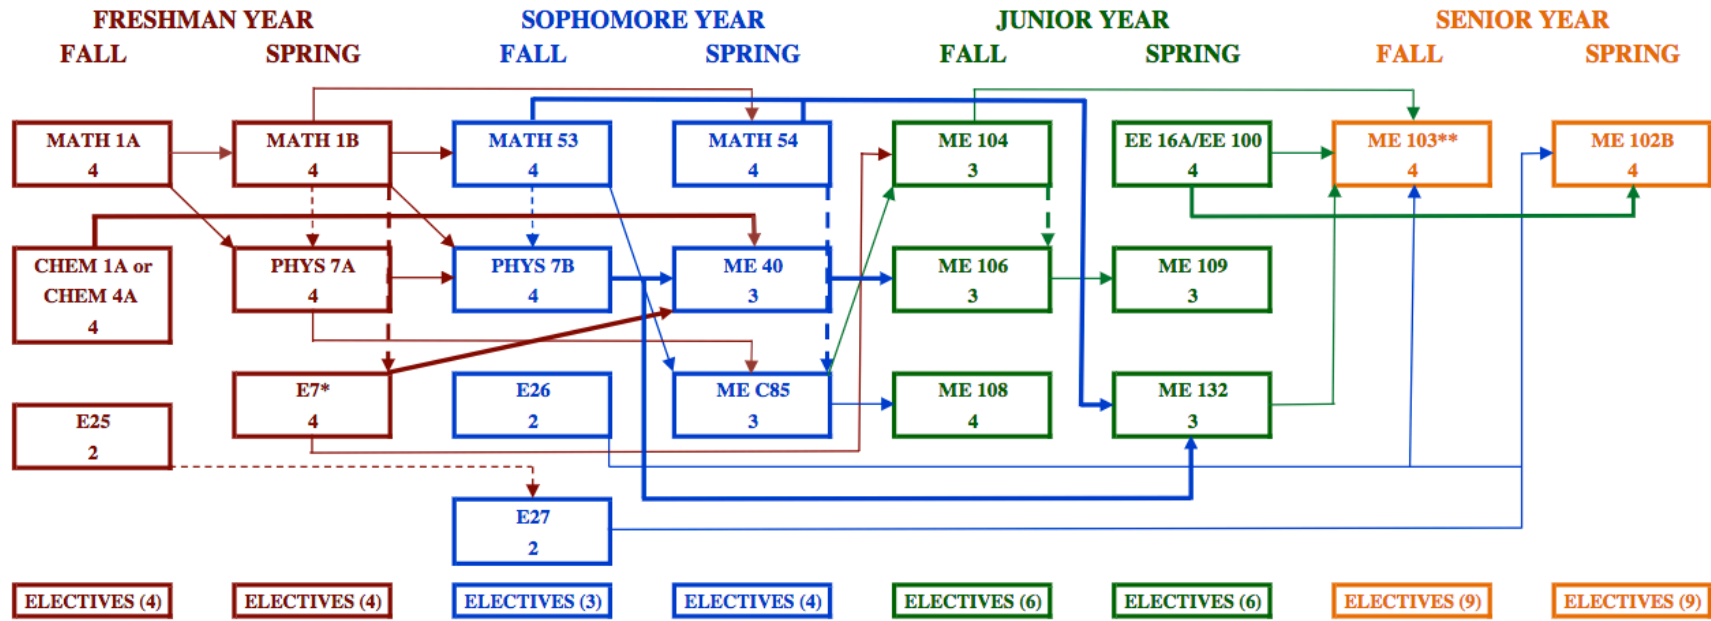 FRESHMAN YEAR
SOPHOMORE YEAR
JUNIOR YEAR
SENIOR YEAR
FALL
SPRING
FALL
SPRING
FALL
SPRING
FALL
SPRING
MATH 1A
4
MATH 1B
4
MATH 53
4
MATH 54
4
ME 104
3
EE 16A/EE 100
4
ME 103**
4
ME 102B
4
CHEM 1A or
CHEM 4A
4
PHYS 7A
4
PHYS 7B
4
ME 40
3
ME 106
3
ME 109
3
E25
2
E7*
4
E26
2
ME C85
3
ME 108
4
ME 132
3
E27
2
ELECTIVES (4)
ELECTIVES (4)
ELECTIVES (3)
ELECTIVES (4)
ELECTIVES (6)
ELECTIVES (6)
ELECTIVES (9)
ELECTIVES (9)